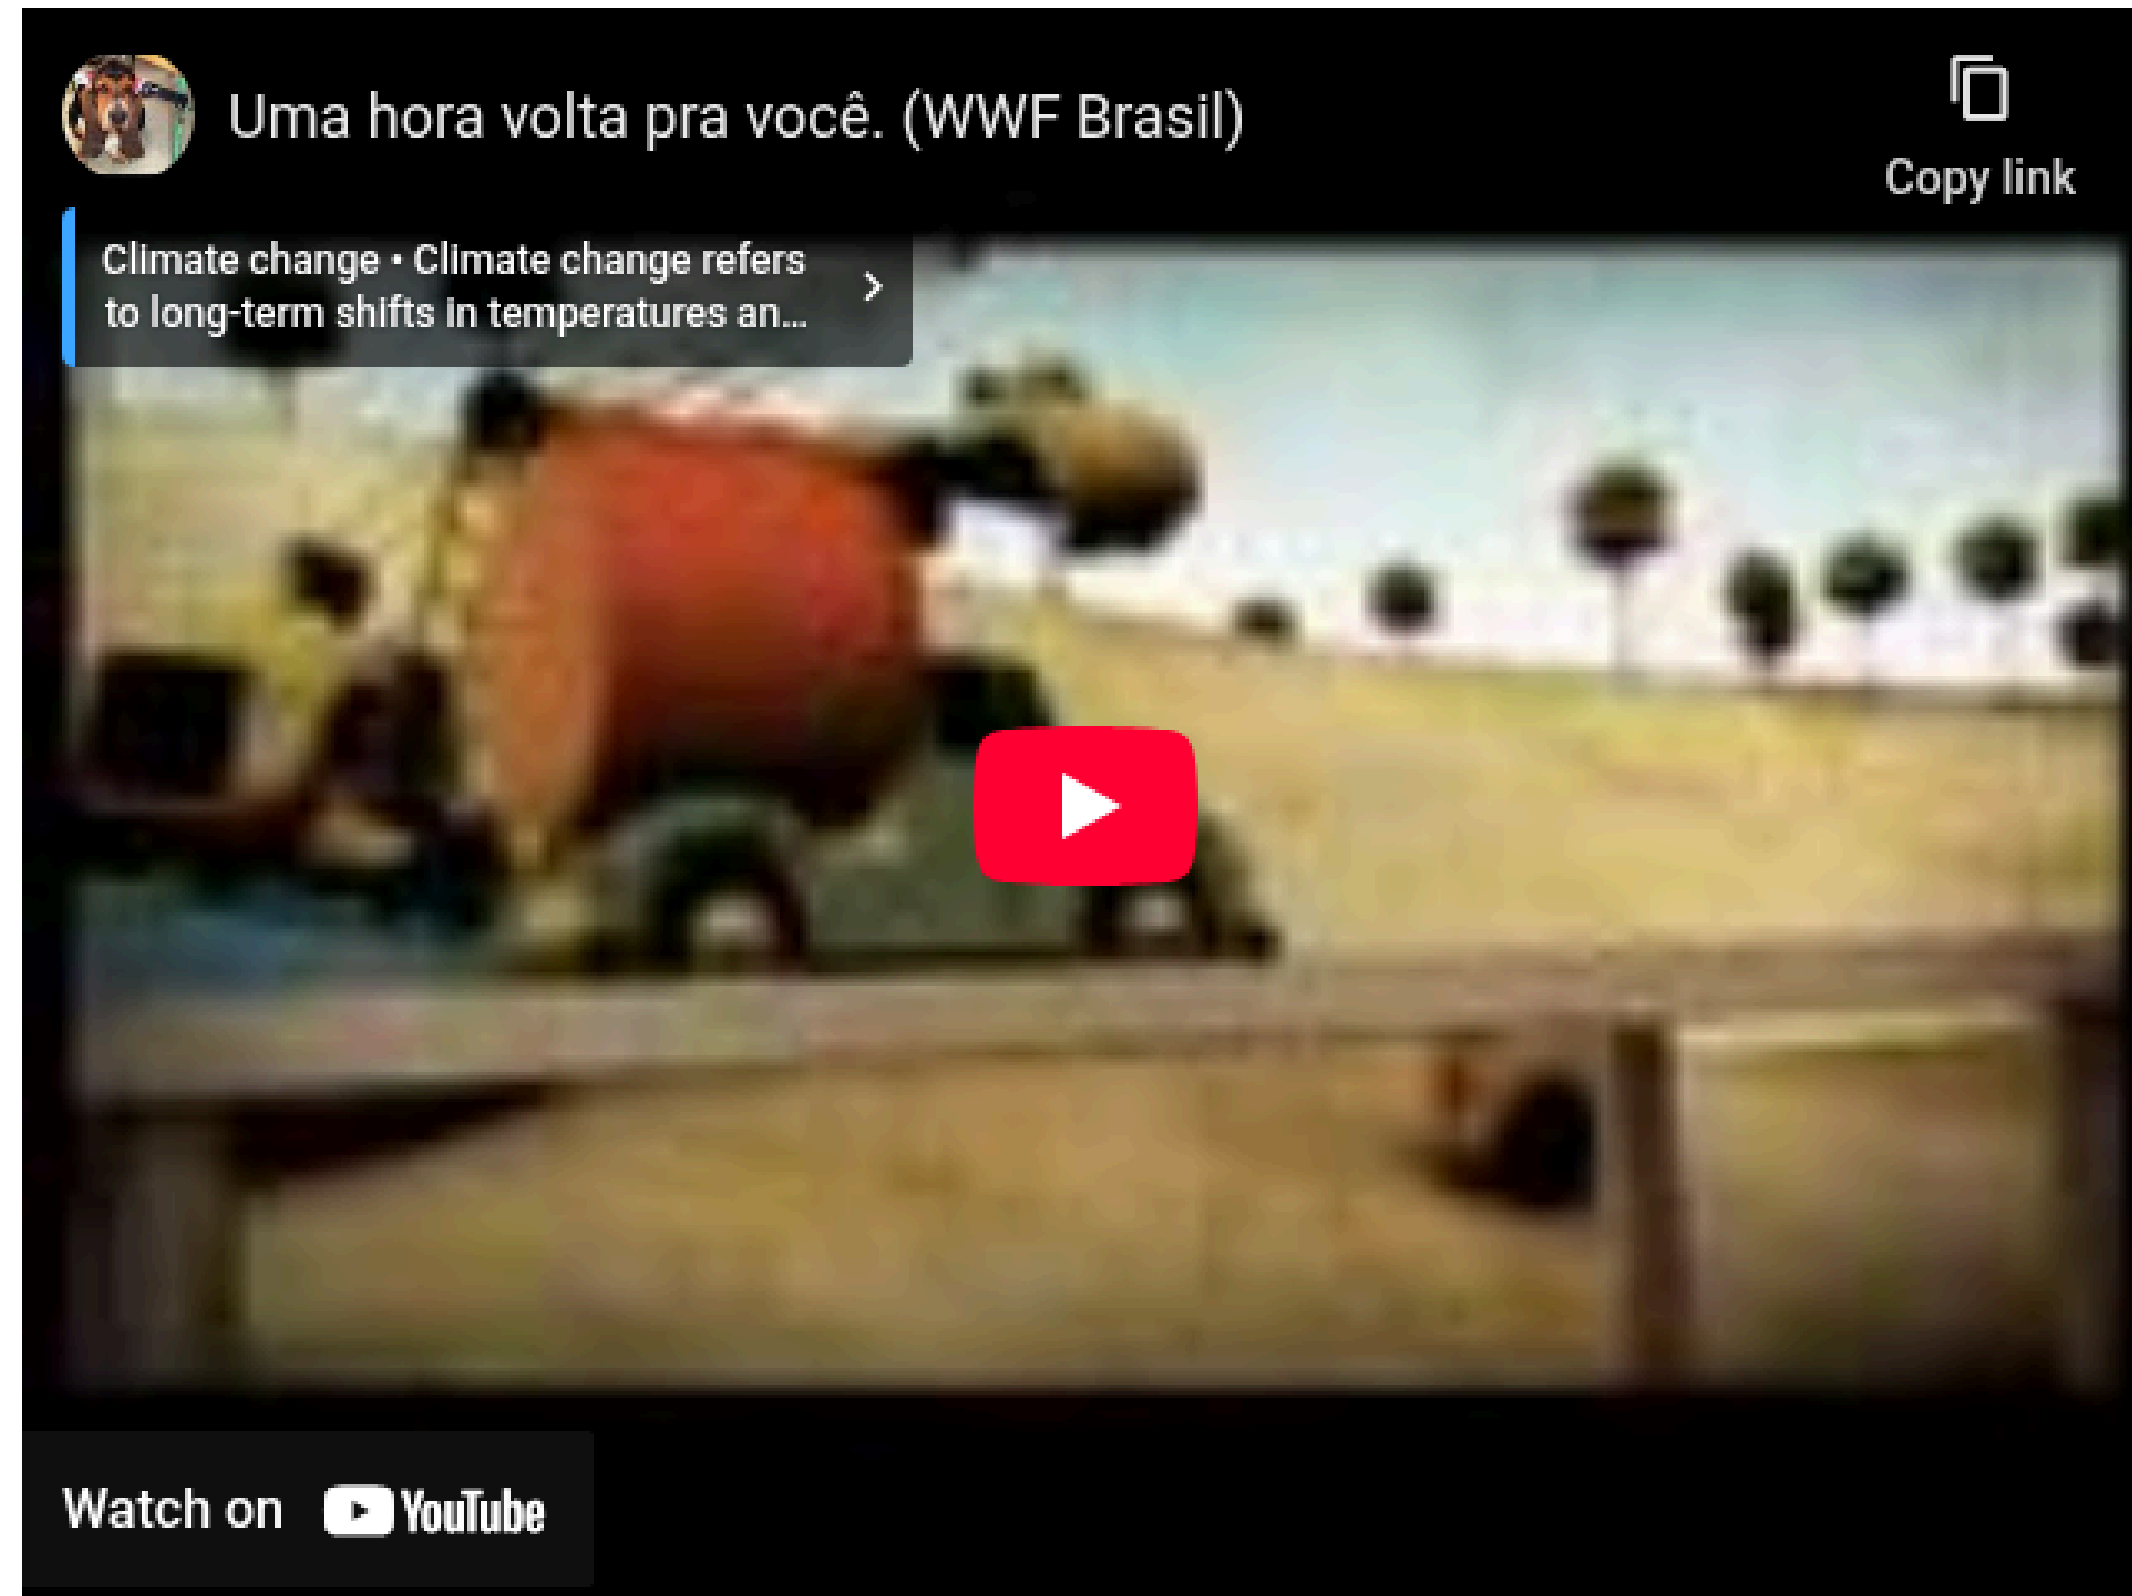 Uma hora volta pra você. (WWF Brasil)
Copy link
Climate change • Climate change refers
to long-term shifts in temperatures an...
Watch on YouTube